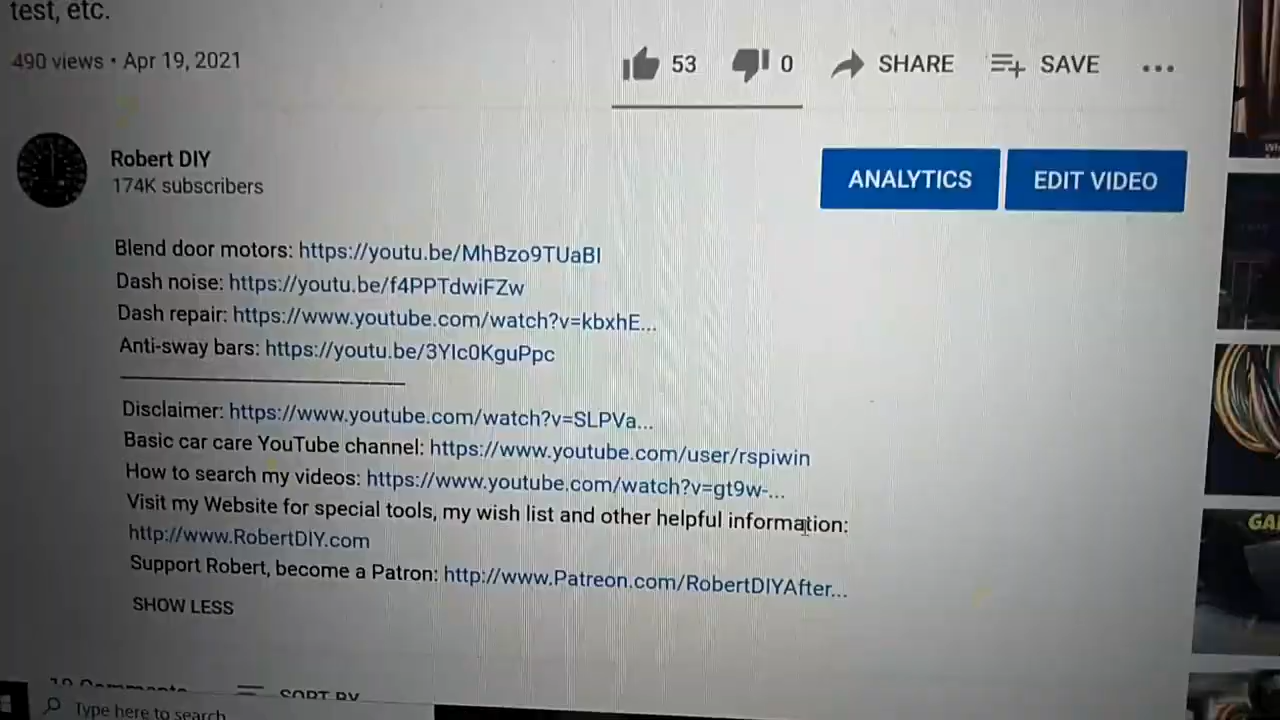 test, etc.
490 views • Apr 19, 2021
53
0
SHARE
SAVE
Robert DIY
174K subscribers
ANALYTICS
EDIT VIDEO
Blend door motors: https://youtu.be/MhBzo9TUaBI
Dash noise: https://youtu.be/f4PPTdwiFZw
Dash repair: https://www.youtube.com/watch?v=kbxhE...
Anti-sway bars: https://youtu.be/3YIc0KguPpc
Disclaimer: https://www.youtube.com/watch?v=SLPVa...
Basic car care YouTube channel: https://www.youtube.com/user/rspiwin
How to search my videos: https://www.youtube.com/watch?v=gt9w-...
Visit my Website for special tools, my wish list and other helpful information:
http://www.RobertDIY.com
Support Robert, become a Patron: http://www.Patreon.com/RobertDIYAfter...
SHOW LESS
Comments
SORT BY
Type here to search